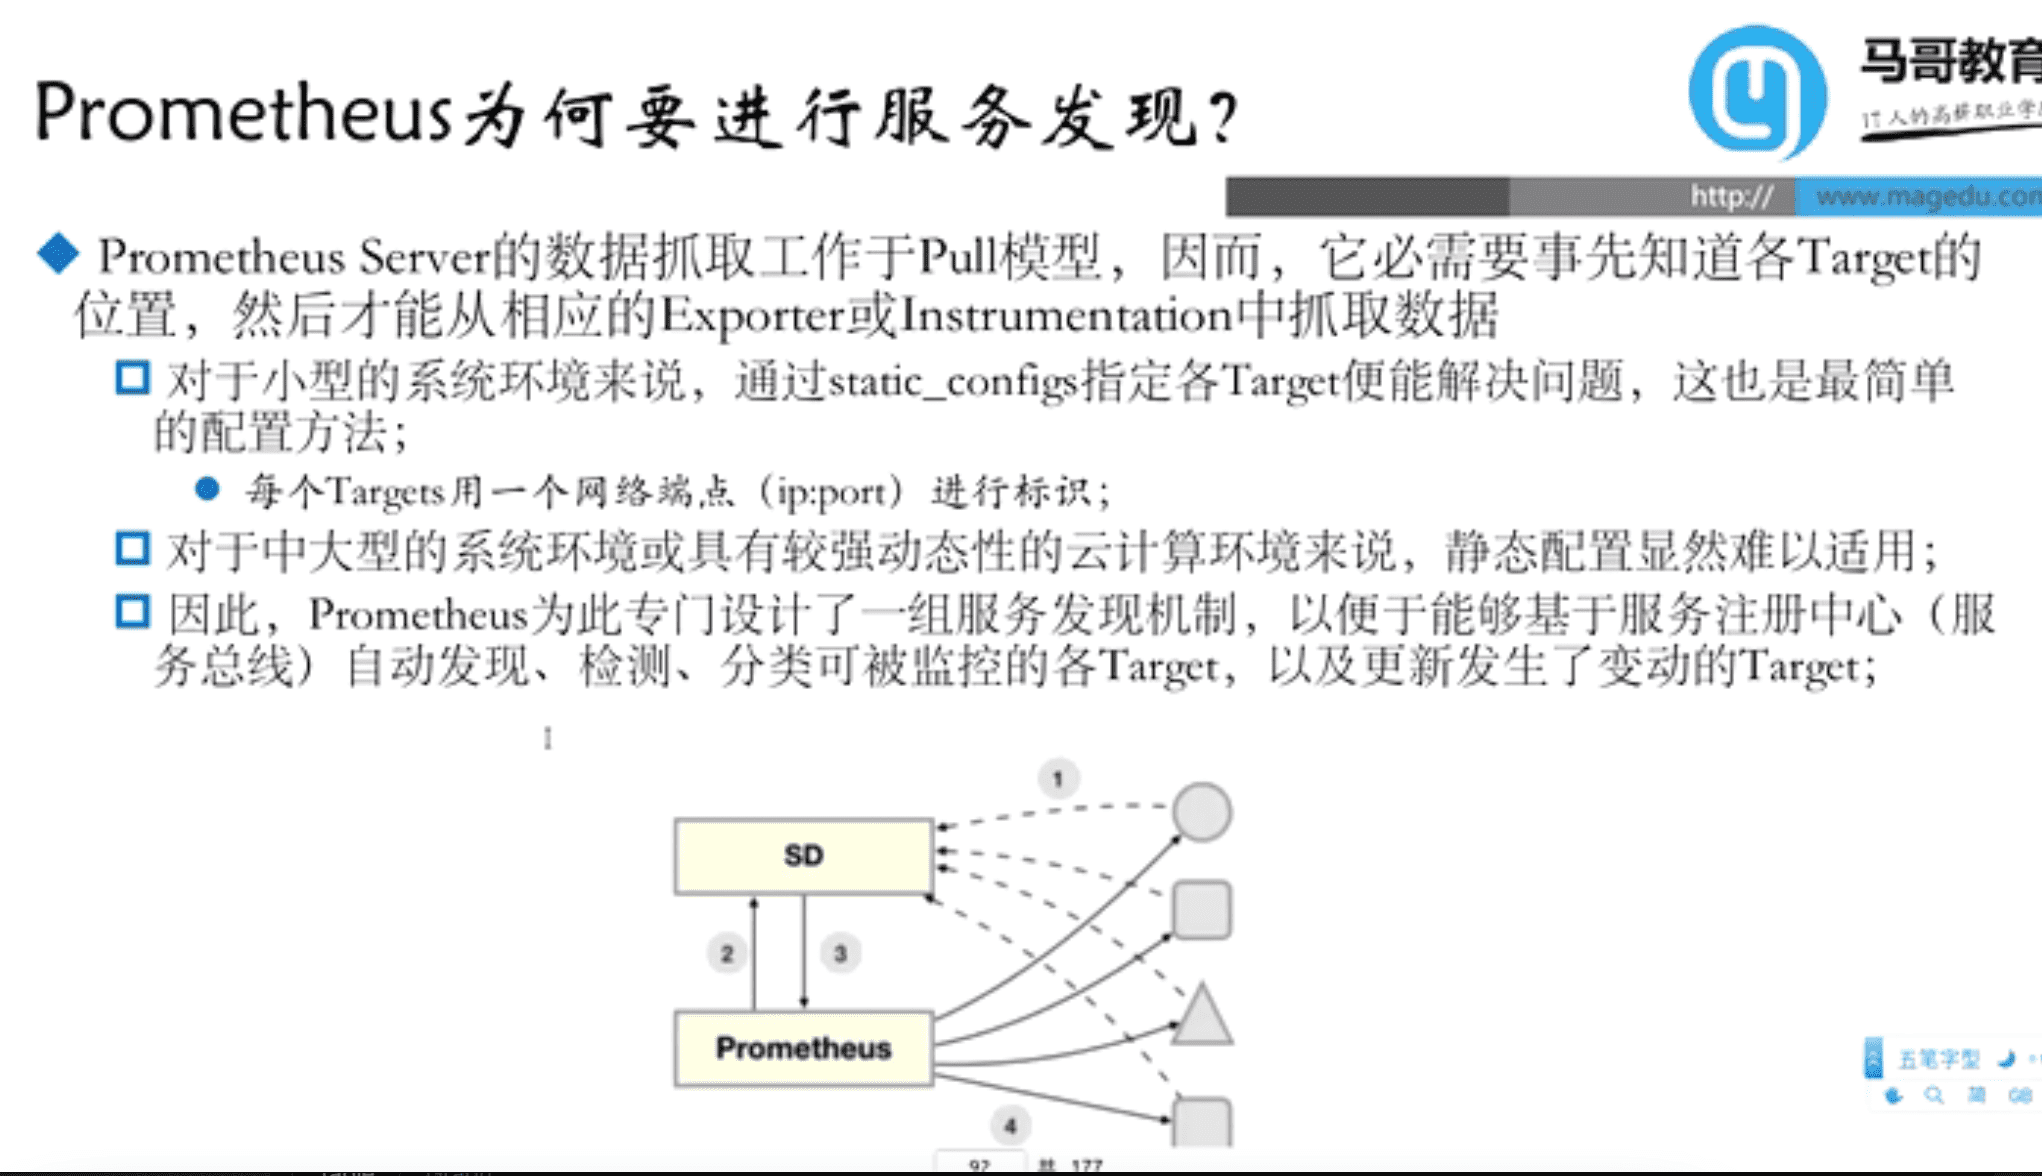 Prometheus为何要进行服务发现?
马哥教育
IT人的高薪职业学
http://
www.magedu.com
Prometheus Server的数据抓取工作于Pull模型，因而，它必需要事先知道各Target的
位置，然后才能从相应的Exporter或Instrumentation中抓取数据
对于小型的系统环境来说，通过static_configs指定各Target便能解决问题，这也是最简单
的配置方法；
每个Targets用一个网络端点（ip:port）进行标识；
对于中大型的系统环境或具有较强动态性的云计算环境来说，静态配置显然难以适用；
因此，Prometheus为此专门设计了一组服务发现机制，以便于能够基于服务注册中心（服
务总线）自动发现、检测、分类可被监控的各Target，以及更新发生了变动的Target；
1
SD
2
3
Prometheus
4
五笔字型
简
GB
92 共 177